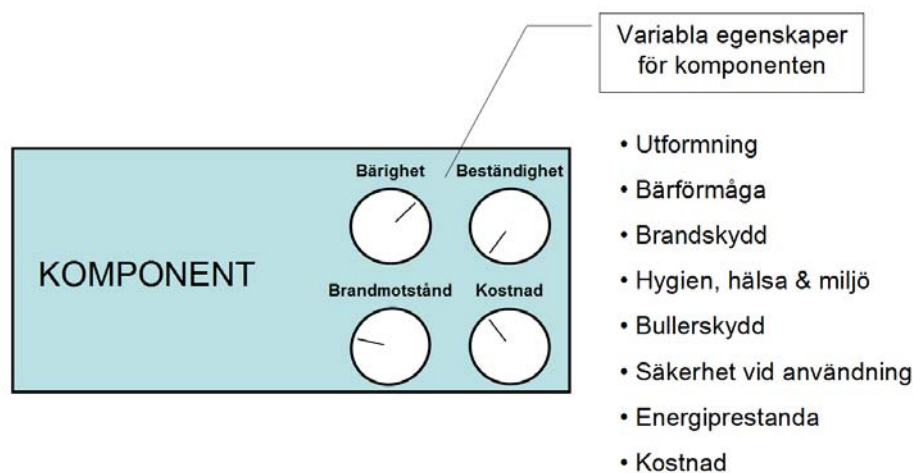 Variabla egenskaper
för komponenten
Bärighet
Beständighet
KOMPONENT
Brandmotstånd
Kostnad
• Utformning
• Bärförmåga
• Brandskydd
• Hygien, hälsa & miljö
• Bullerskydd
• Säkerhet vid användning
• Energiprestanda
• Kostnad